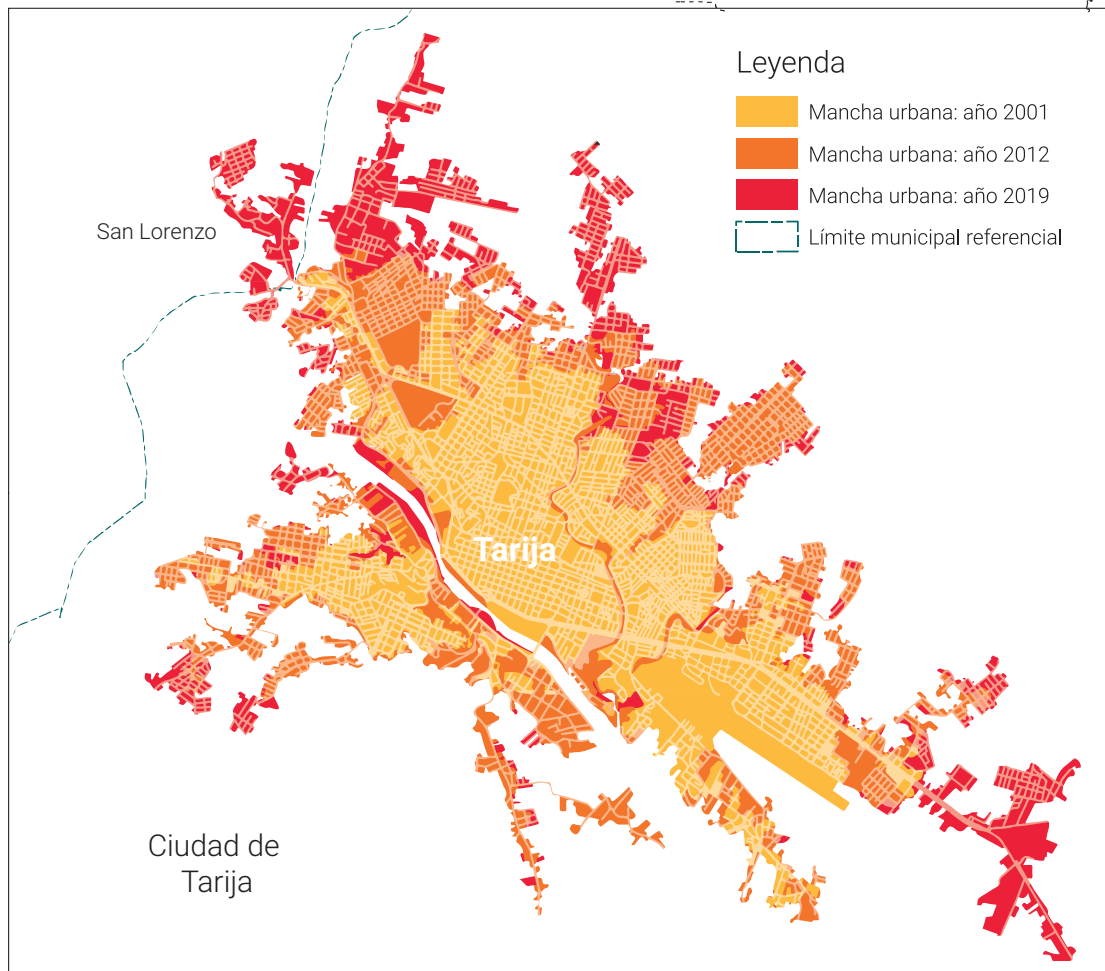 Leyenda
Mancha urbana: año 2001
Mancha urbana: año 2012
Mancha urbana: año 2019
Límite municipal referencial
San Lorenzo
Tarija
Ciudad de
Tarija